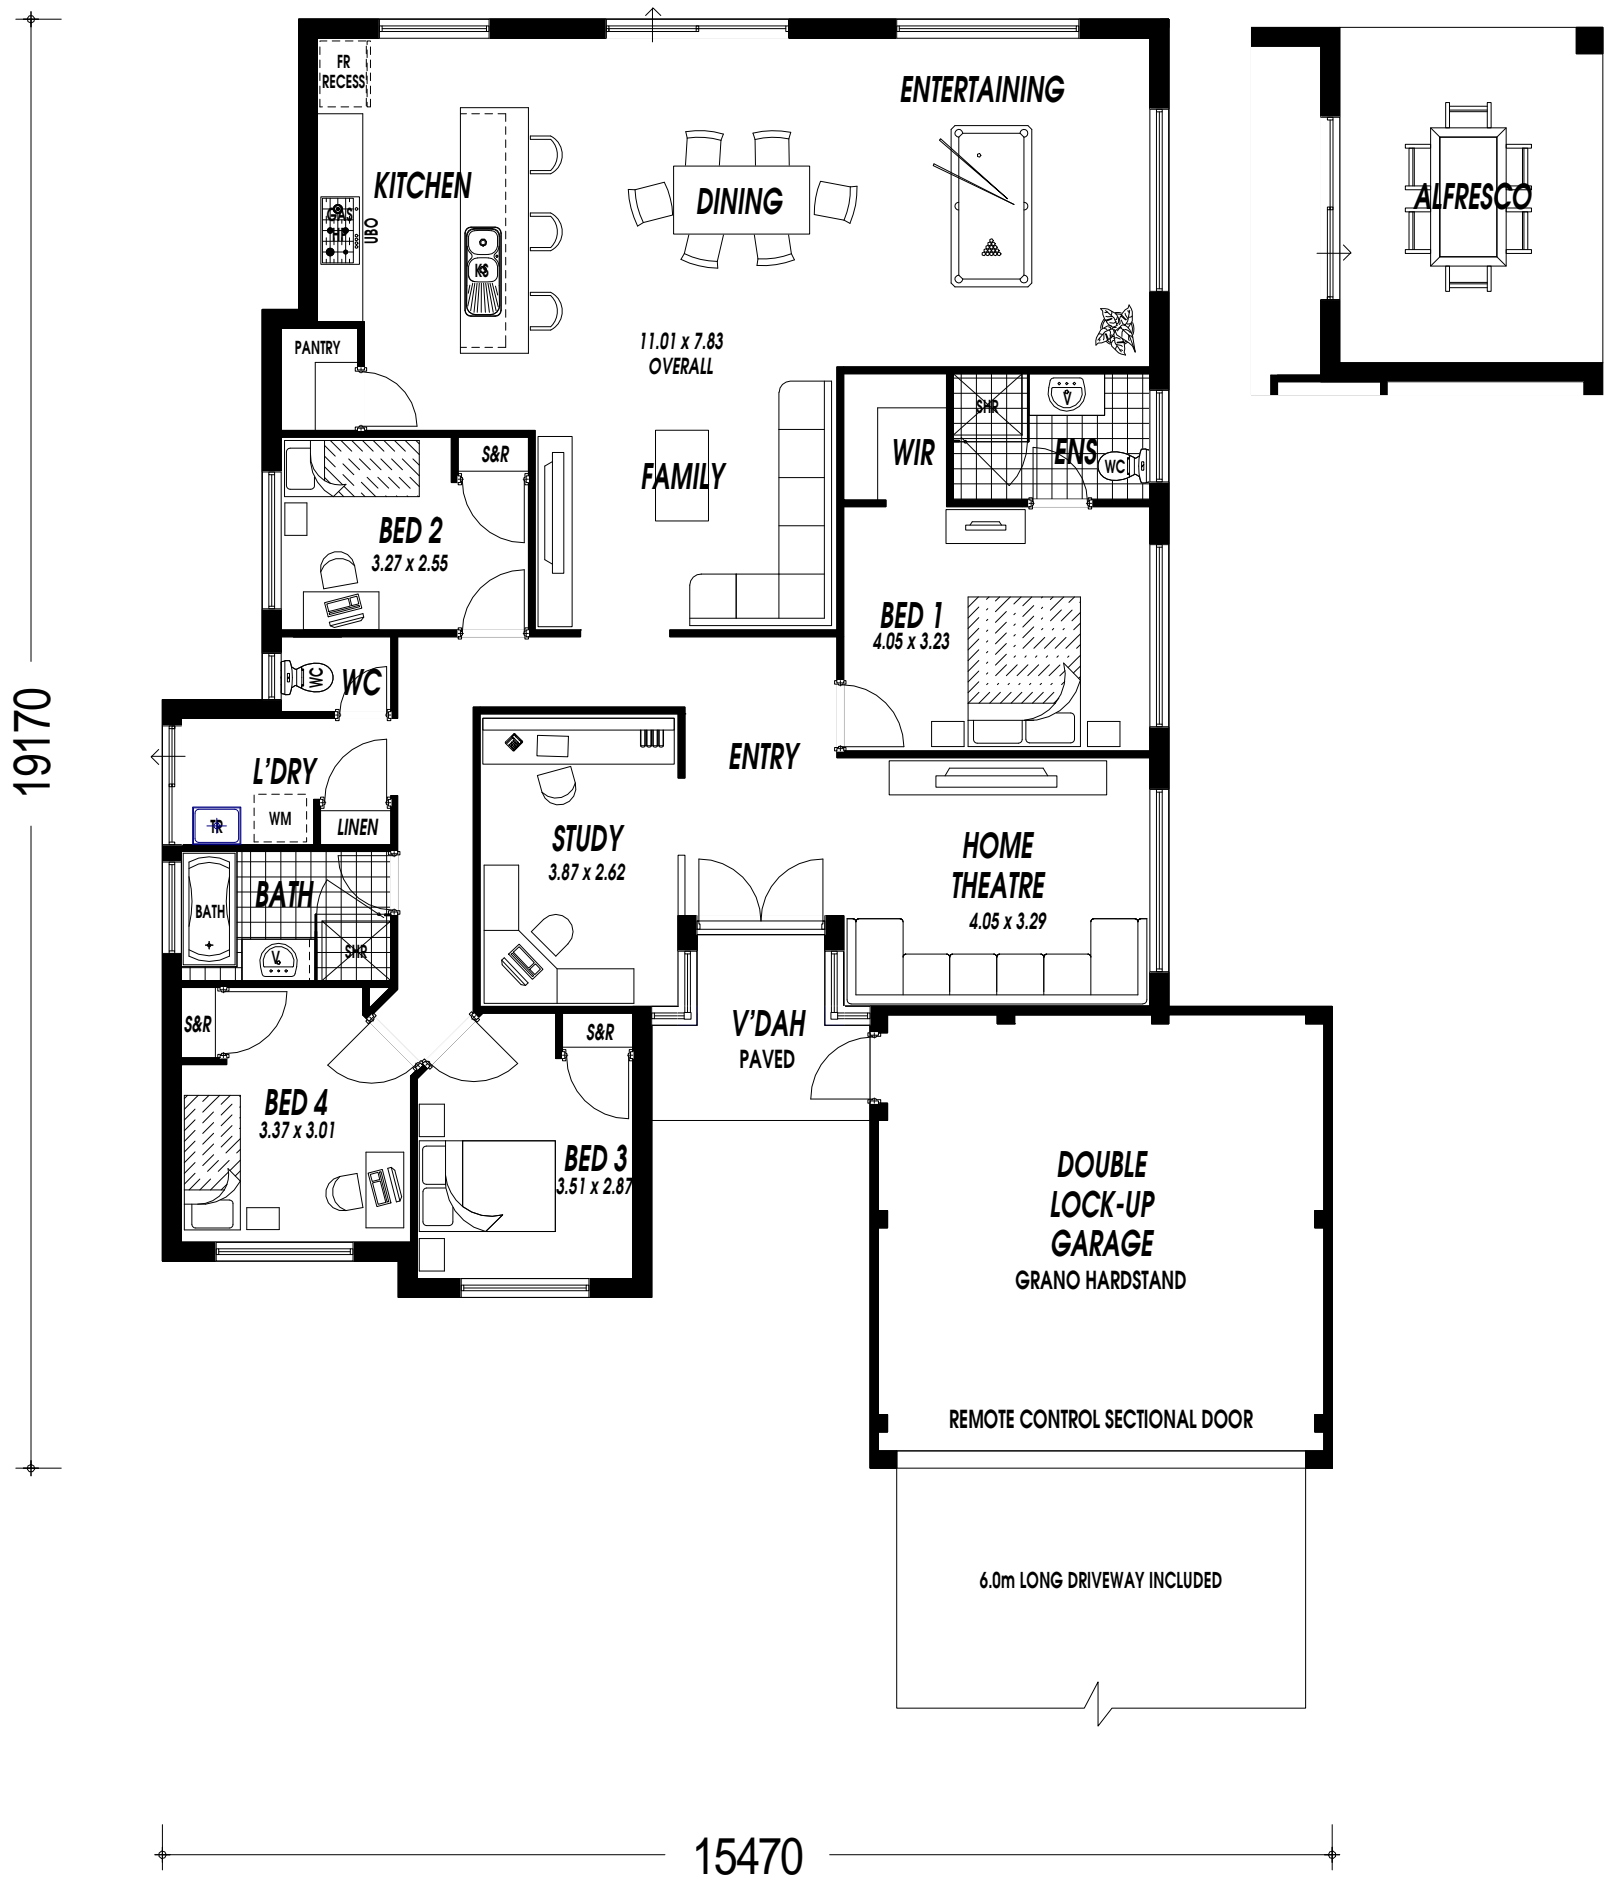 FR
RECESS
ENTERTAINING
KITCHEN
DINING
ALFRESCO
GAS
HP
UBO
KS
11.01 x 7.83
OVERALL
PANTRY
SHR
V
WIR
ENS
WC
S&R
FAMILY
BED 2
3.27 x 2.55
BED 1
4.05 x 3.23
WC
WC
19170
ENTRY
L'DRY
TR
WM
LINEN
STUDY
3.87 x 2.62
HOME
THEATRE
4.05 x 3.29
BATH
BATH
V
SHR
S&R
S&R
V'DAH
PAVED
BED 4
3.37 x 3.01
BED 3
3.51 x 2.87
DOUBLE
LOCK-UP
GARAGE
GRANO HARDSTAND
REMOTE CONTROL SECTIONAL DOOR
6.0m LONG DRIVEWAY INCLUDED
15470